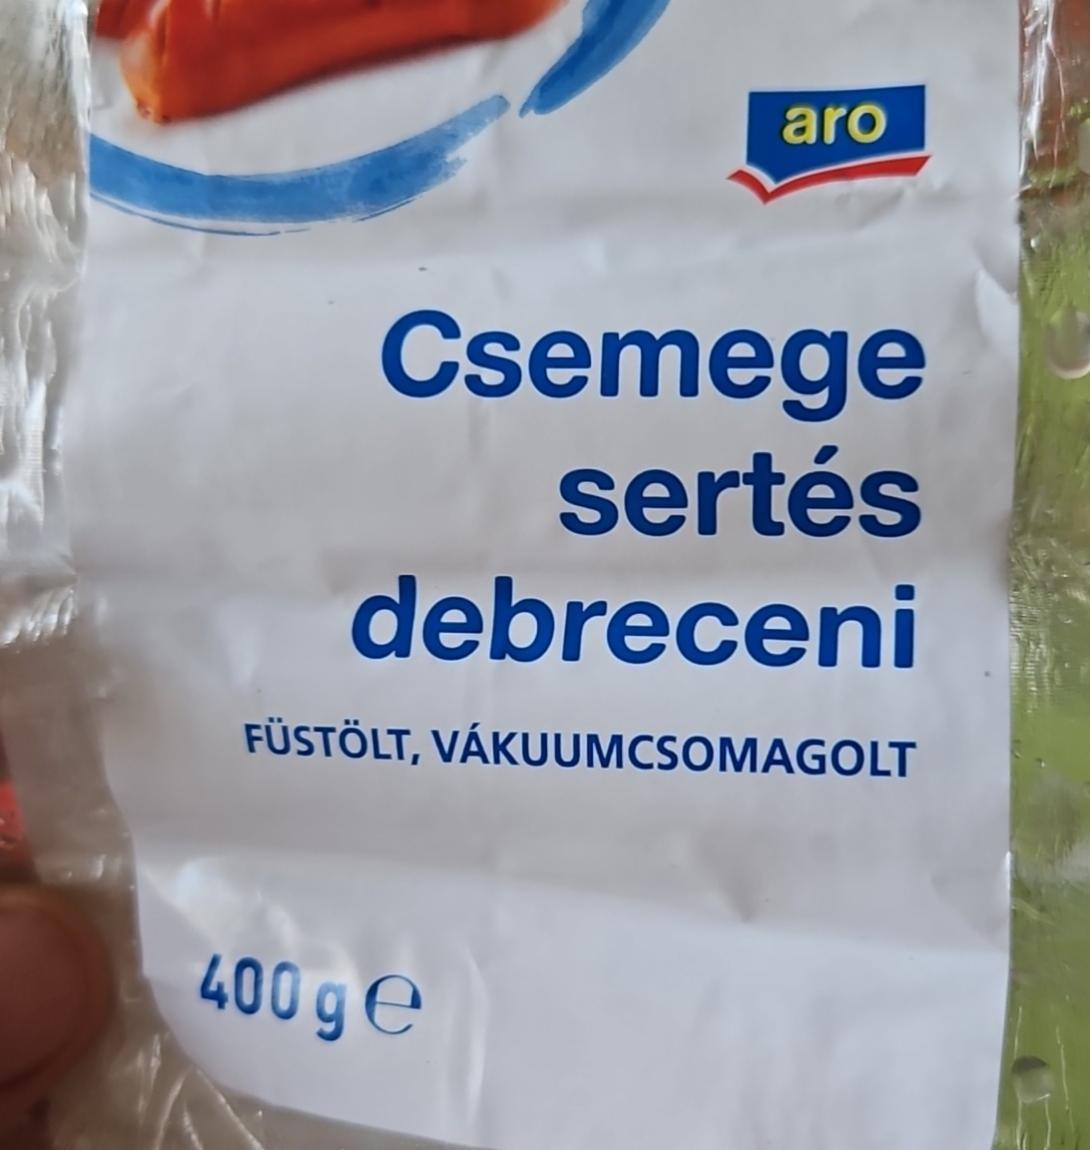 aro
Csemege
sertés
debreceni
FÜSTÖLT, VÁKUUMCSOMAGOLT
400 g ℮